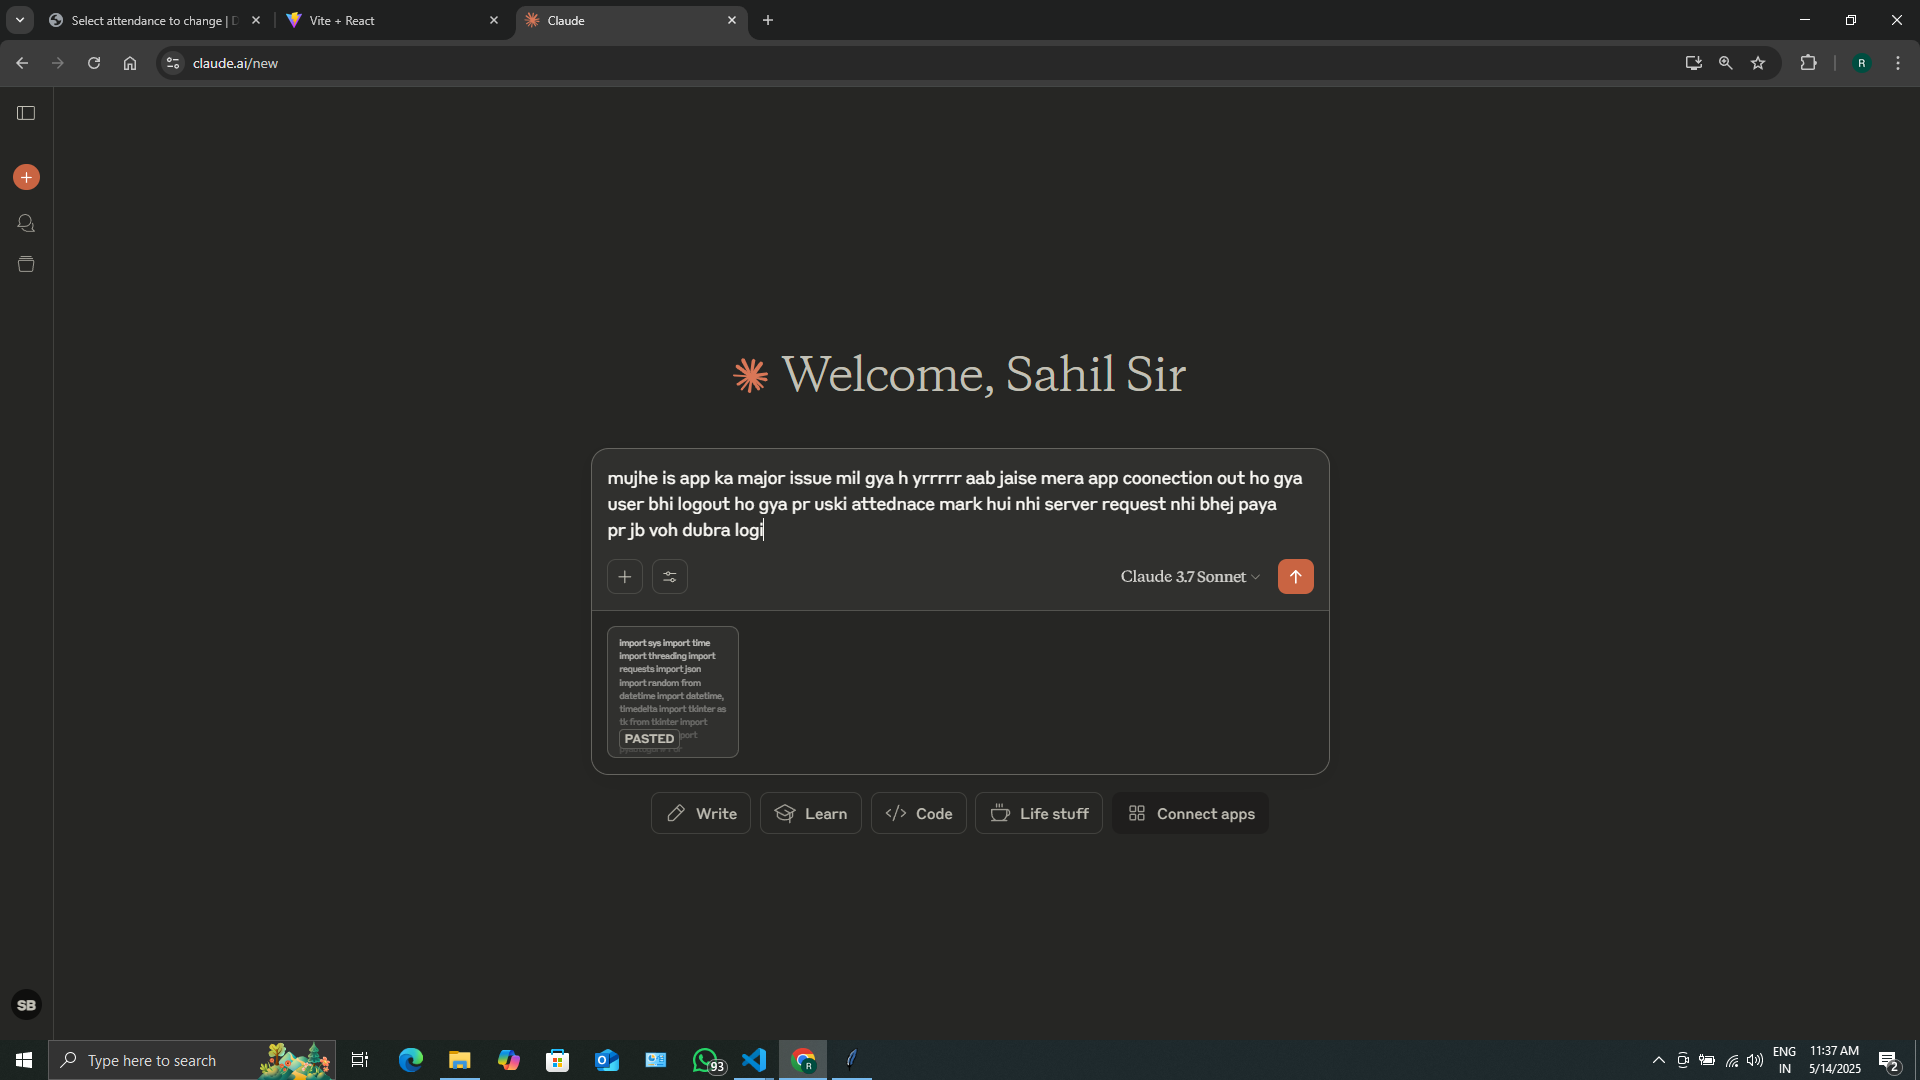 Select attendance to change | D
Vite + React
Claude
claude.ai/new
R
Welcome, Sahil Sir
mujhe is app ka major issue mil gya h yrrrrr aab jaise mera app coonection out ho gya
user bhi logout ho gya pr uski attednace mark hui nhi server request nhi bhej paya
pr jb voh dubra logi
Claude 3.7 Sonnet
import sys import time
import threading import
requests import json
import random from
datetime import datetime,
timedelta import tkinter as
tk from tkinter import
port
PASTED
Write
Learn
Code
Life stuff
Connect apps
SB
Type here to search
93
R
ENG
IN
11:37 AM
5/14/2025
2